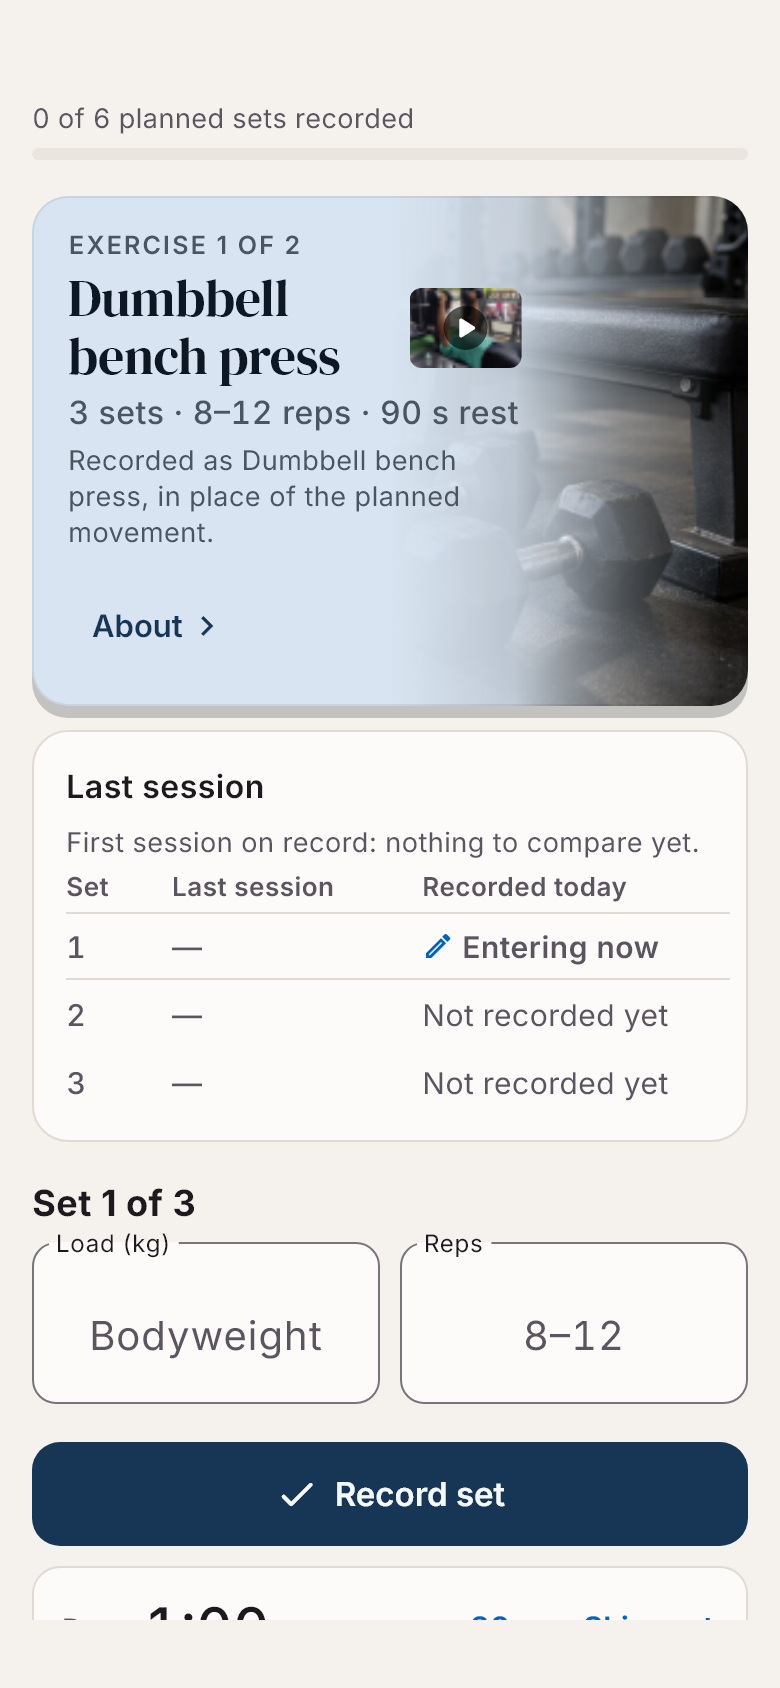 0 of 6 planned sets recorded
EXERCISE 1 OF 2
Dumbbell
bench press
3 sets · 8–12 reps · 90 s rest
Recorded as Dumbbell bench
press, in place of the planned
movement.
About
Last session
First session on record: nothing to compare yet.
Set Last session Recorded today
1 — Entering now
2 — Not recorded yet
3 — Not recorded yet
Set 1 of 3
Load (kg) Reps
Bodyweight 8–12
Record set